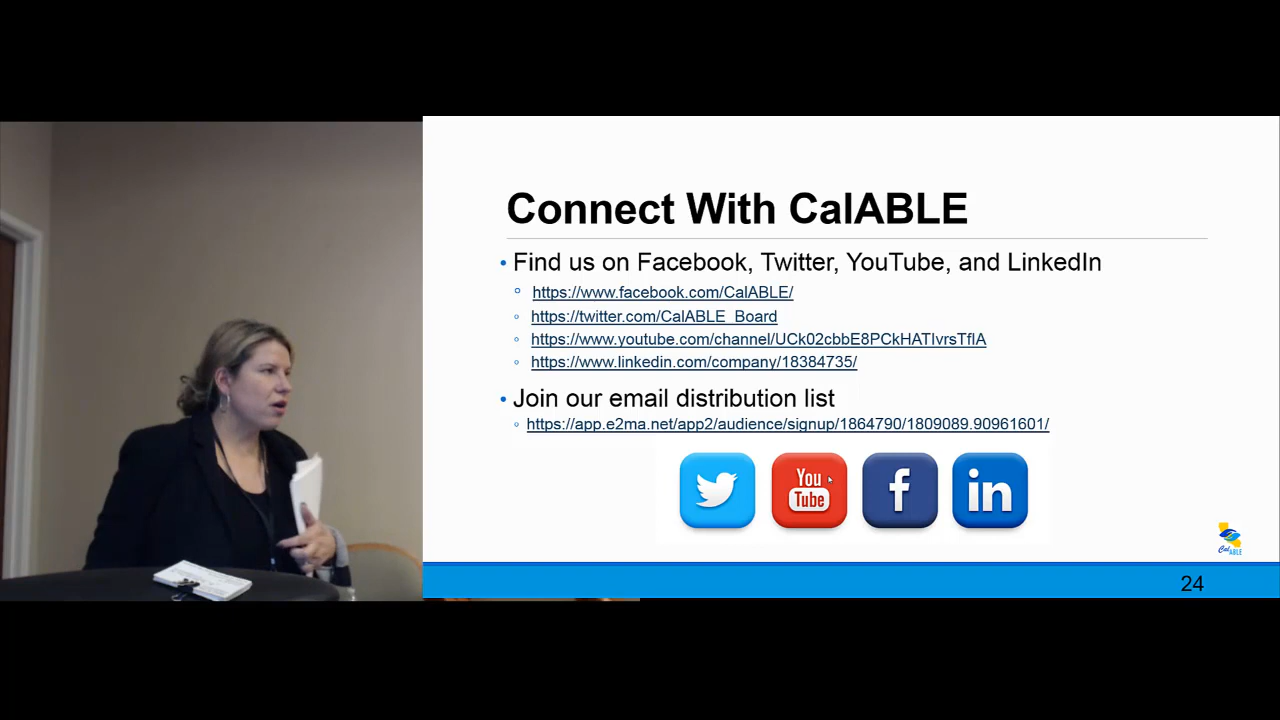 Connect With CalABLE
• Find us on Facebook, Twitter, YouTube, and LinkedIn
◦ https://www.facebook.com/CalABLE/
◦ https://twitter.com/CalABLE_Board
◦ https://www.youtube.com/channel/UCk02cbbE8PCkHATIvrsTflA
◦ https://www.linkedin.com/company/18384735/
• Join our email distribution list
◦ https://app.e2ma.net/app2/audience/signup/1864790/1809089.90961601/
You
Tube
f
in
CalABLE
24